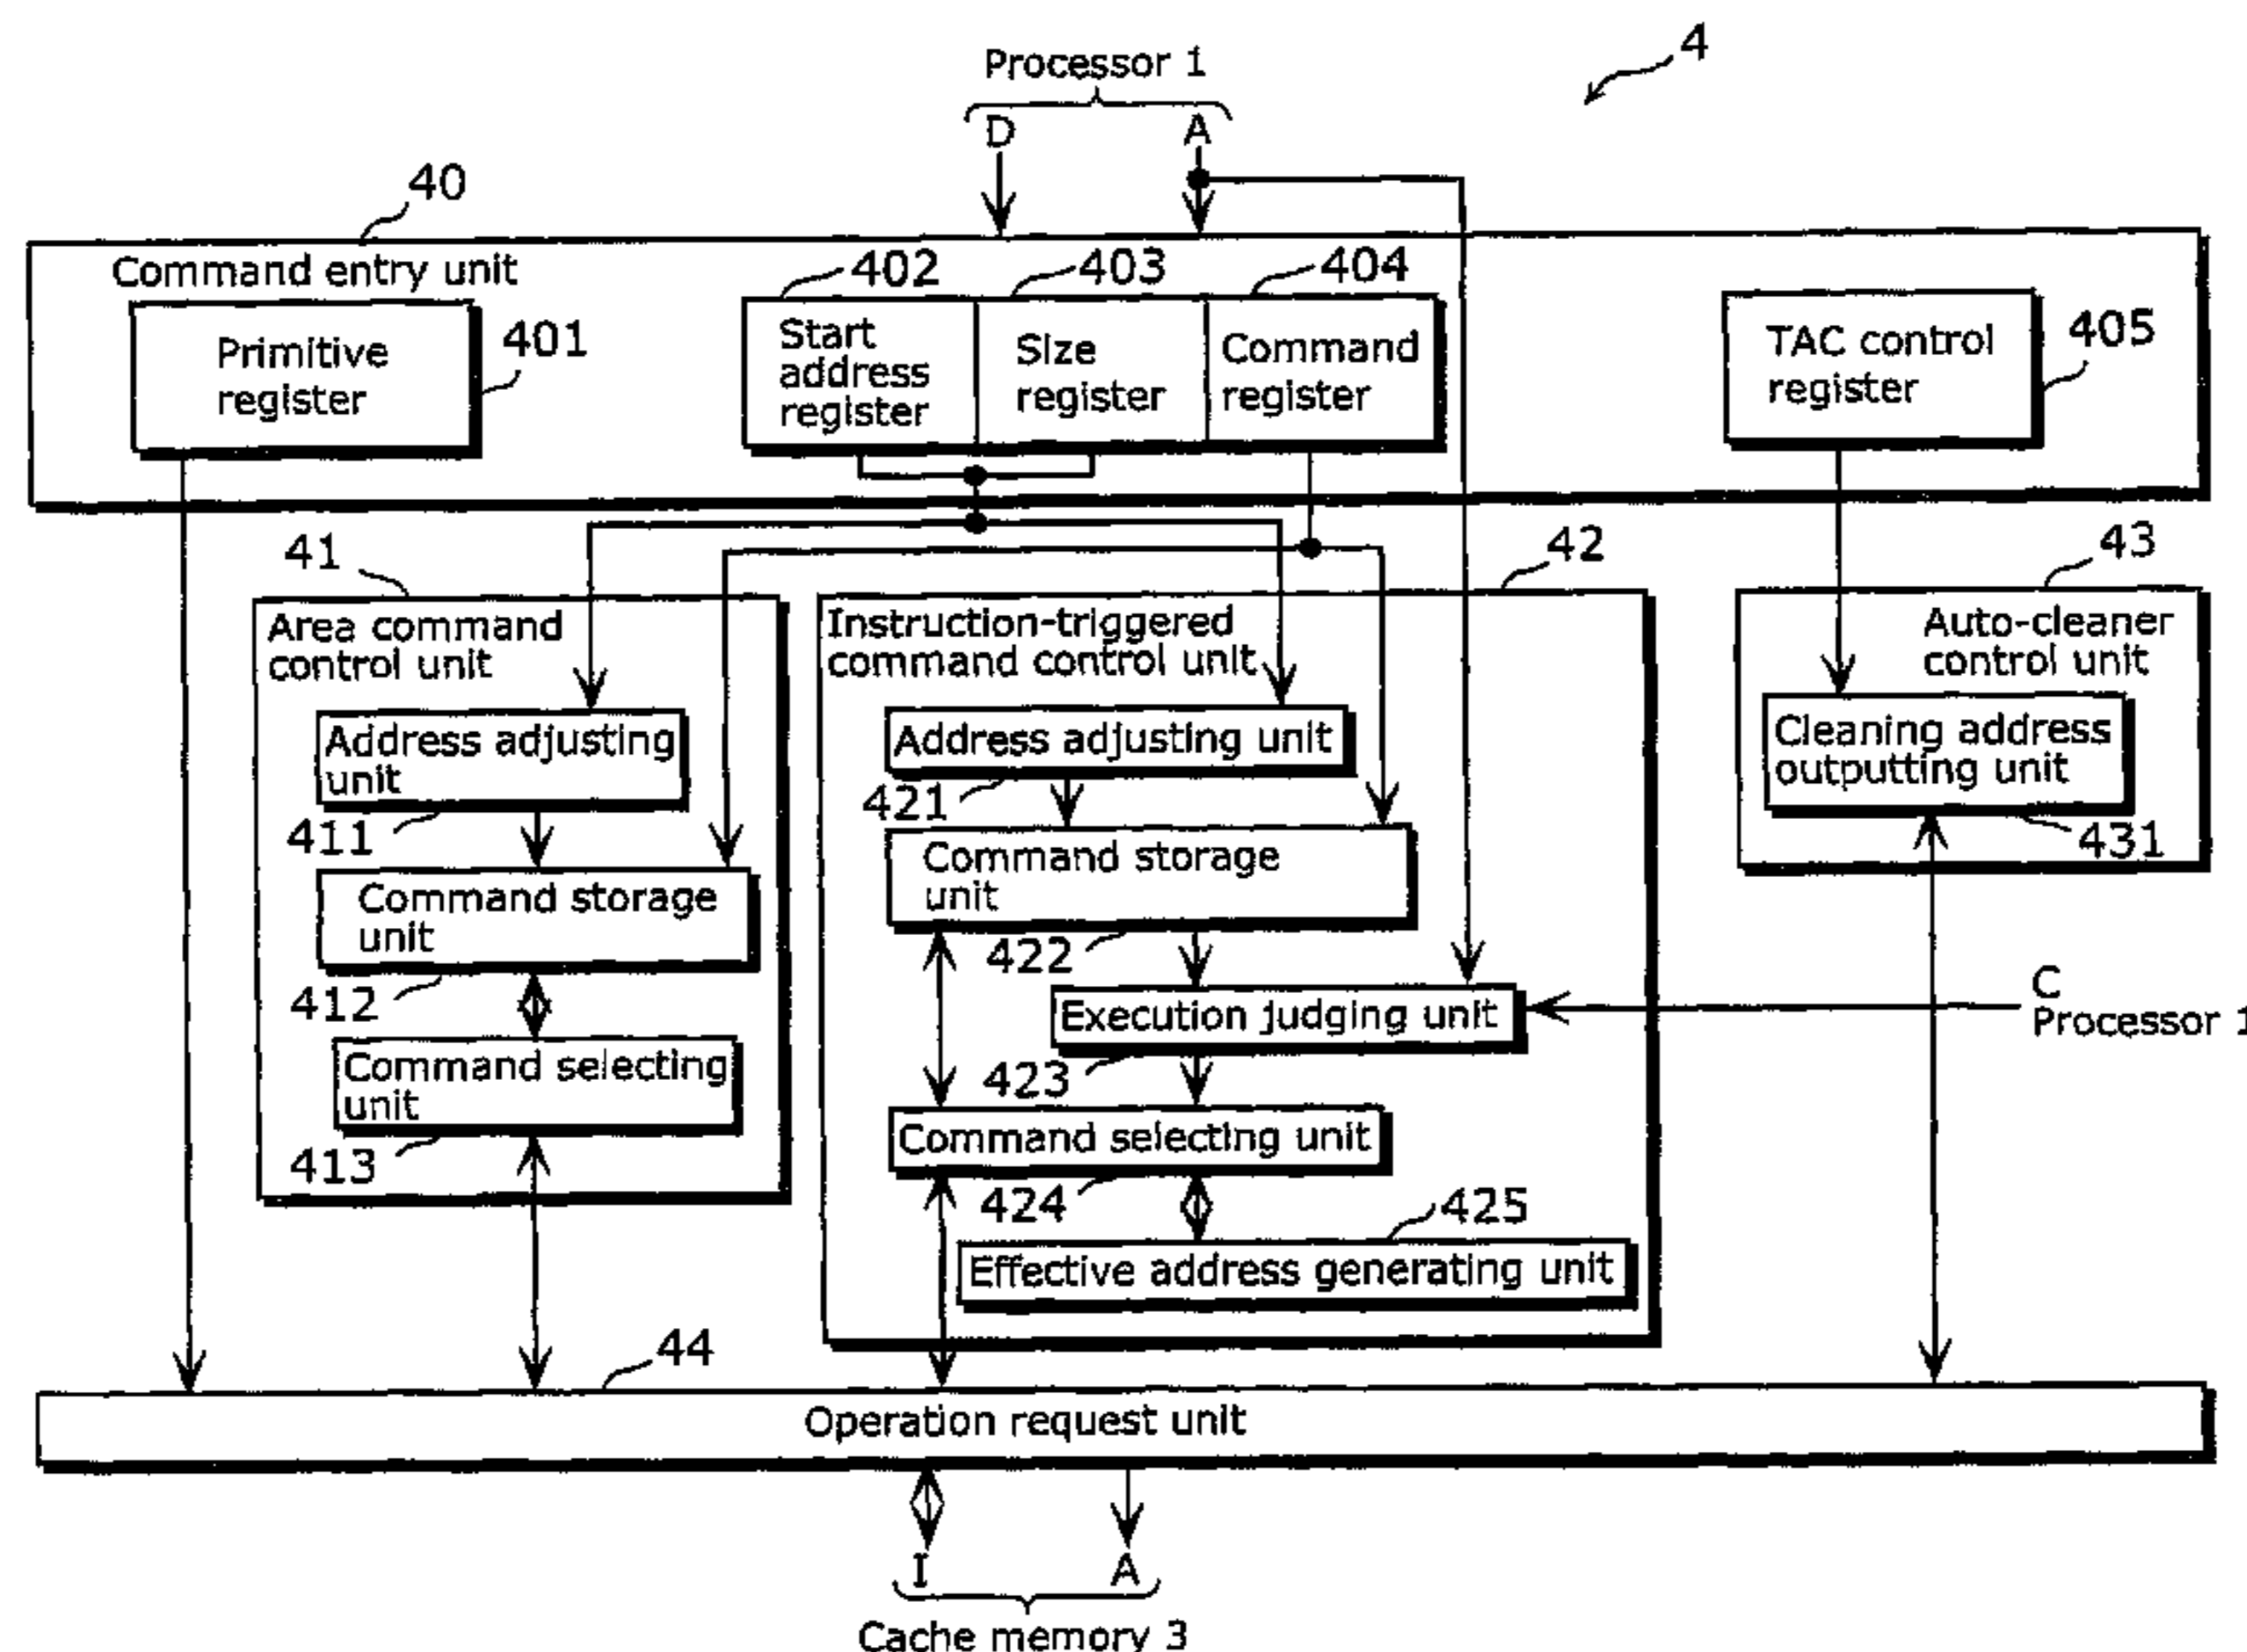 4
Processor 1
D
A
40
Command entry unit
402
403
404
Primitive
register
401
Start
address
register
Size
register
Command
register
TAC control
register
405
41
42
43
Area command
control unit
Instruction-triggered
command control unit
Auto-cleaner
control unit
Address adjusting
unit
411
Address adjusting unit
421
Cleaning address
outputting unit
431
Command storage
unit
412
Command storage
unit
422
Execution judging unit
423
C
Processor 1
Command selecting
unit
413
Command selecting unit
424
425
Effective address generating unit
44
Operation request unit
I
A
Cache memory 3